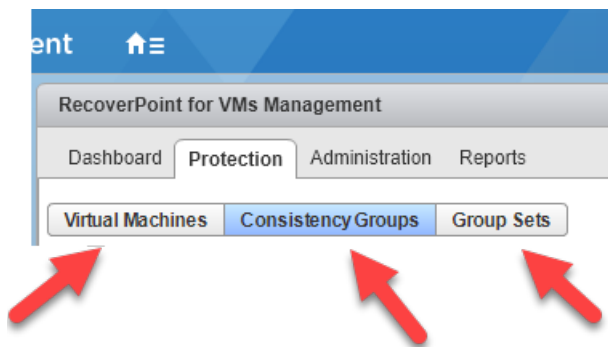 ent
RecoverPoint for VMs Management
Dashboard Protection Administration Reports
Virtual Machines Consistency Groups Group Sets